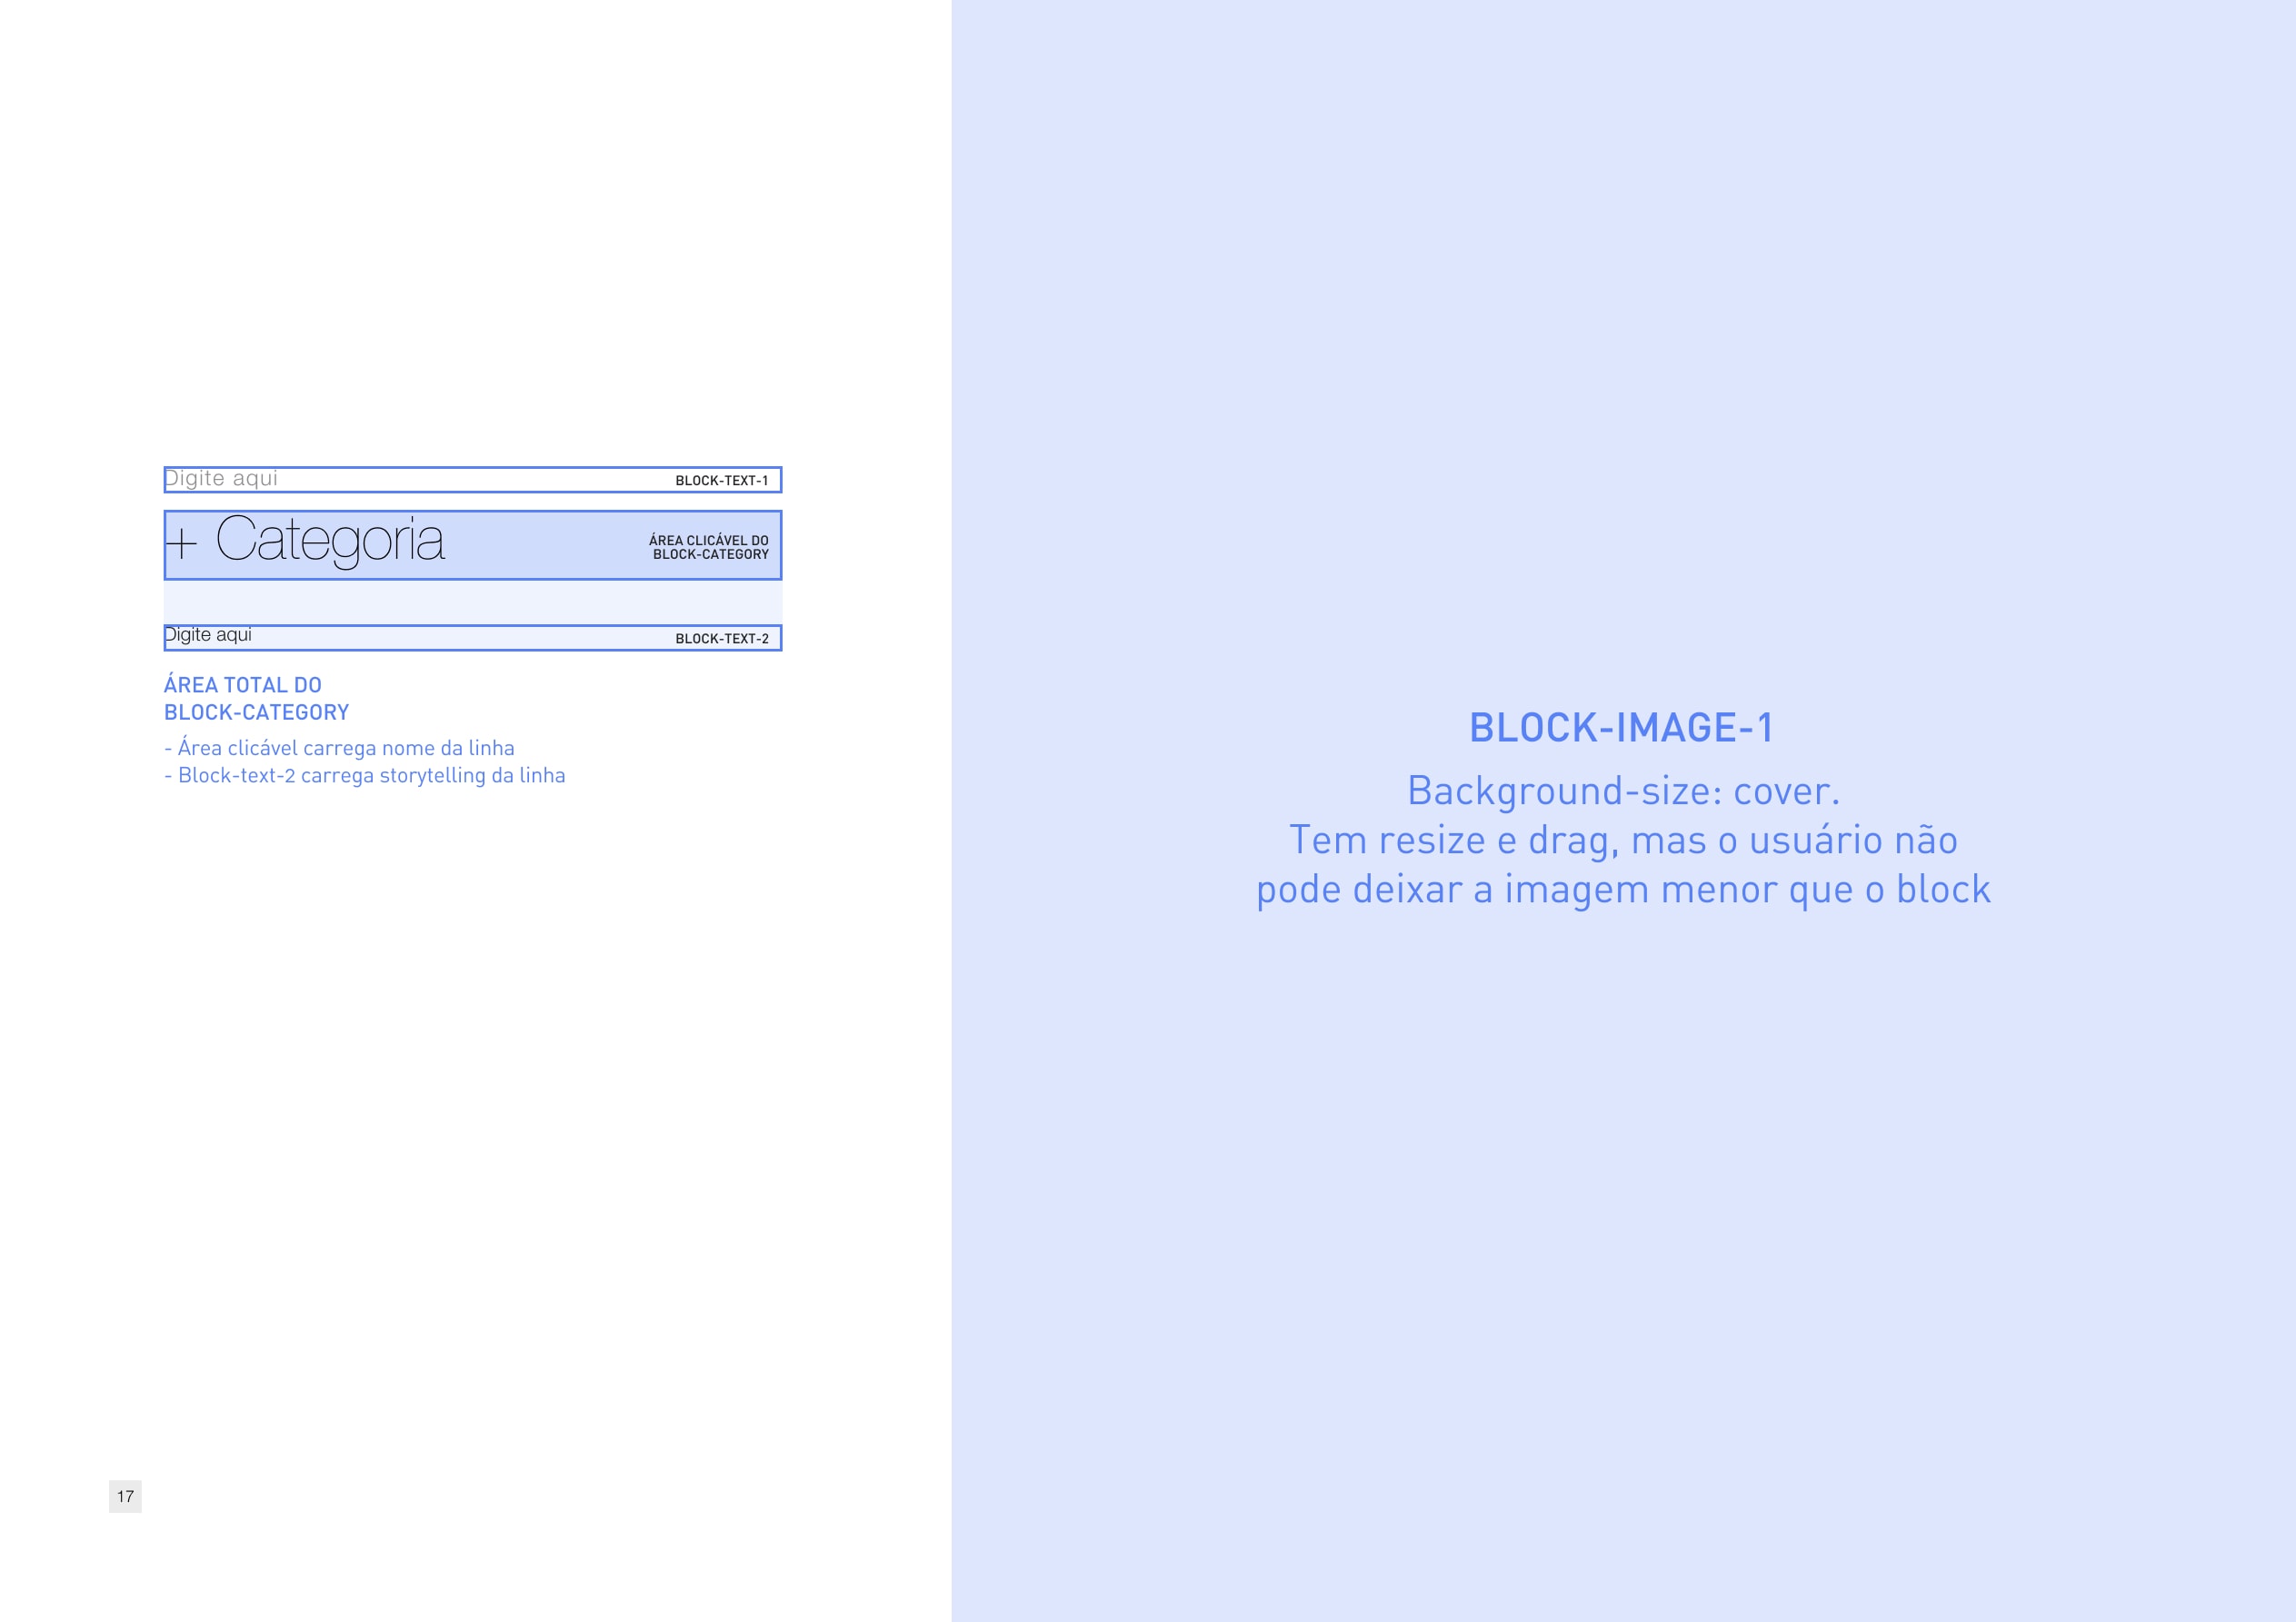 Digite aqui
BLOCK-TEXT-1
+ Categoria
ÁREA CLICÁVEL DO
BLOCK-CATEGORY
Digite aqui
BLOCK-TEXT-2
ÁREA TOTAL DO
BLOCK-CATEGORY
- Área clicável carrega nome da linha
- Block-text-2 carrega storytelling da linha
17
BLOCK-IMAGE-1
Background-size: cover.
Tem resize e drag, mas o usuário não
pode deixar a imagem menor que o block